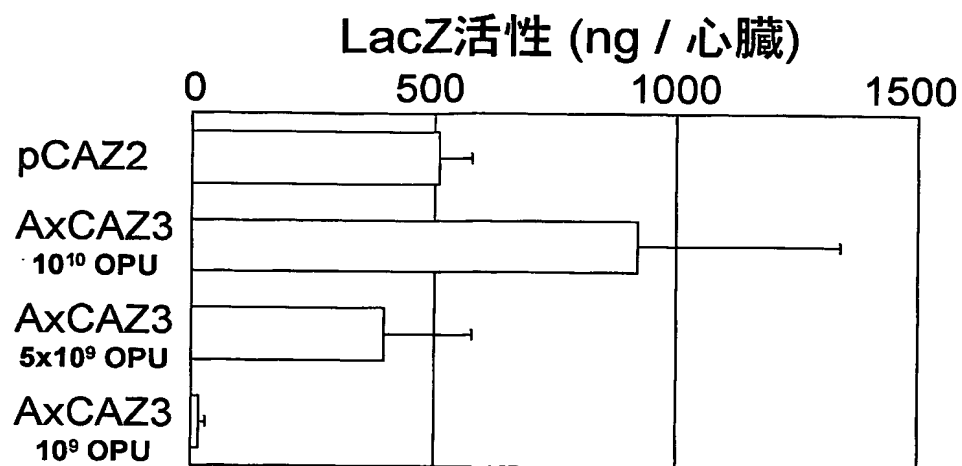 LacZ活性 (ng / 心臓)
0 500 1000 1500
pCAZ2
AxCAZ3
10¹⁰ OPU
AxCAZ3
5x10⁹ OPU
AxCAZ3
10⁹ OPU